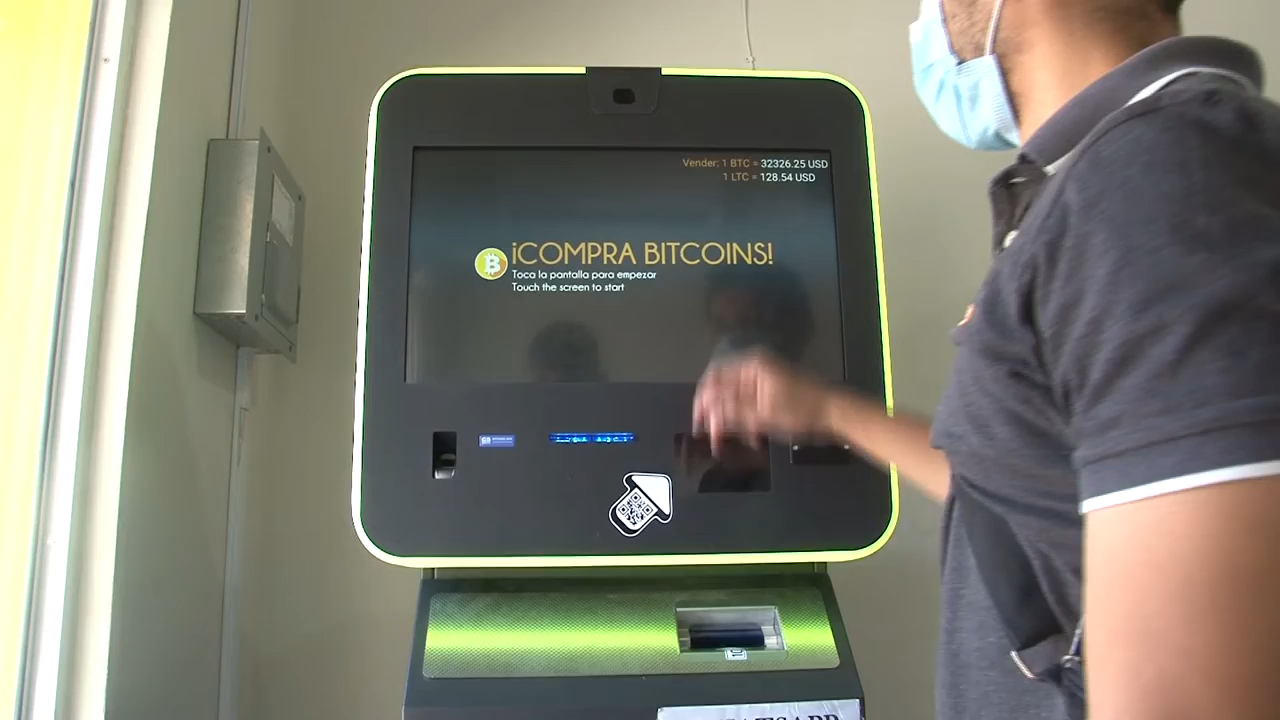 Vender: 1 BTC = 32326.25 USD
1 LTC = 128.54 USD
¡COMPRA BITCOINS!
Toca la pantalla para empezar
Touch the screen to start